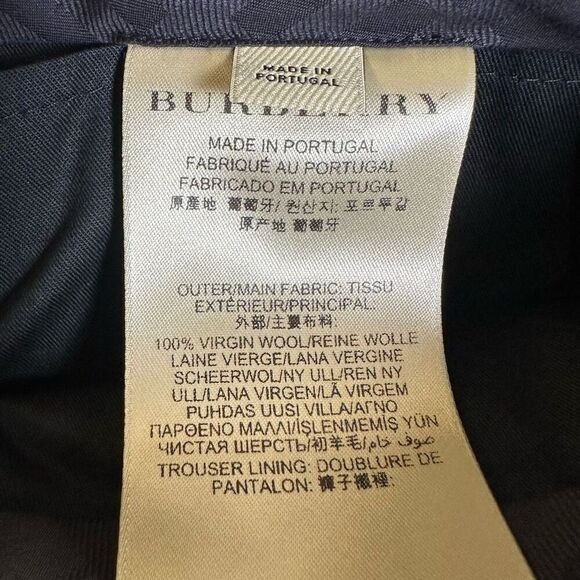 MADE IN
PORTUGAL
BURBERRY
MADE IN PORTUGAL
FABRIQUÉ AU PORTUGAL
FABRICADO EM PORTUGAL
原產地 葡萄牙/ 원산지: 포르투갈
原产地 葡萄牙
OUTER/MAIN FABRIC: TISSU
EXTÉRIEUR/PRINCIPAL:
外部/主要布料:
100% VIRGIN WOOL/REINE WOLLE
LAINE VIERGE/LANA VERGINE
SCHEERWOL/NY ULL/REN NY
ULL/LANA VIRGEN/LÃ VIRGEM
PUHDAS UUSI VILLA/ΑΓΝΟ
ΠΑΡΘΕΝΟ ΜΑΛΛΙ/İŞLENMEMİŞ YÜN
ЧИСТАЯ ШЕРСТЬ/初羊毛/صوف خام
TROUSER LINING: DOUBLURE DE
PANTALON: 褲子襯裡: